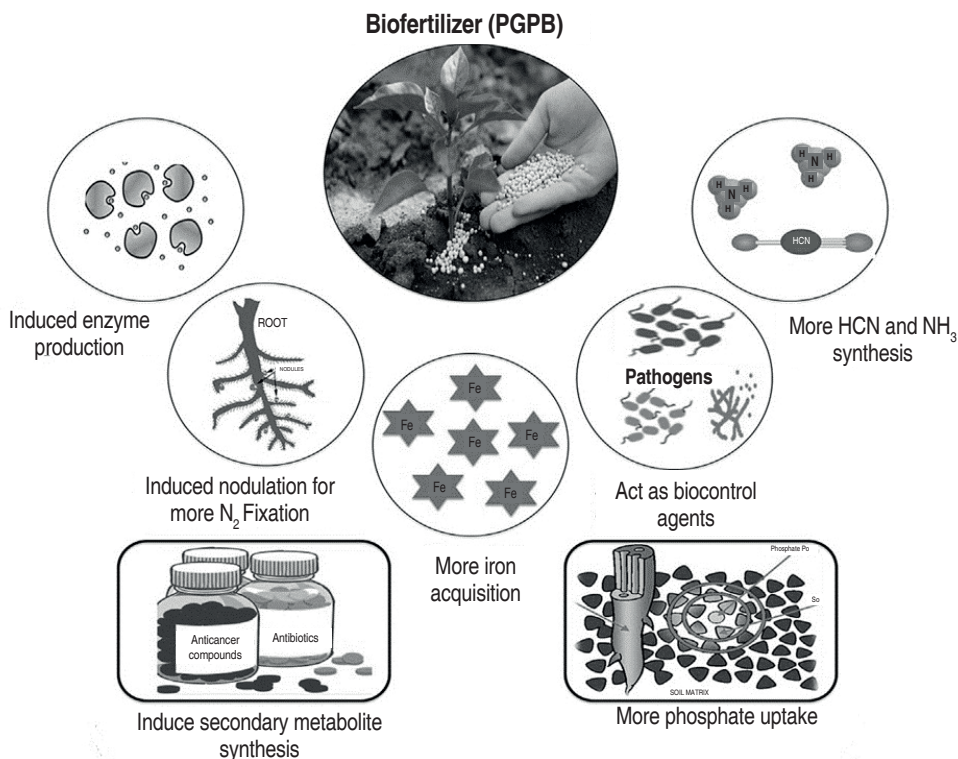 Biofertilizer (PGPB)
H
N
H
H
H
N
H
H
HCN
Induced enzyme
production
More HCN and NH₃
synthesis
ROOT
NODULES
Pathogens
Fe
Fe
Fe
Fe
Fe
Fe
Induced nodulation for
more N₂ Fixation
Act as biocontrol
agents
More iron
acquisition
Anticancer
compounds
Antibiotics
Phosphate Po
So
SOIL MATRIX
Induce secondary metabolite
synthesis
More phosphate uptake